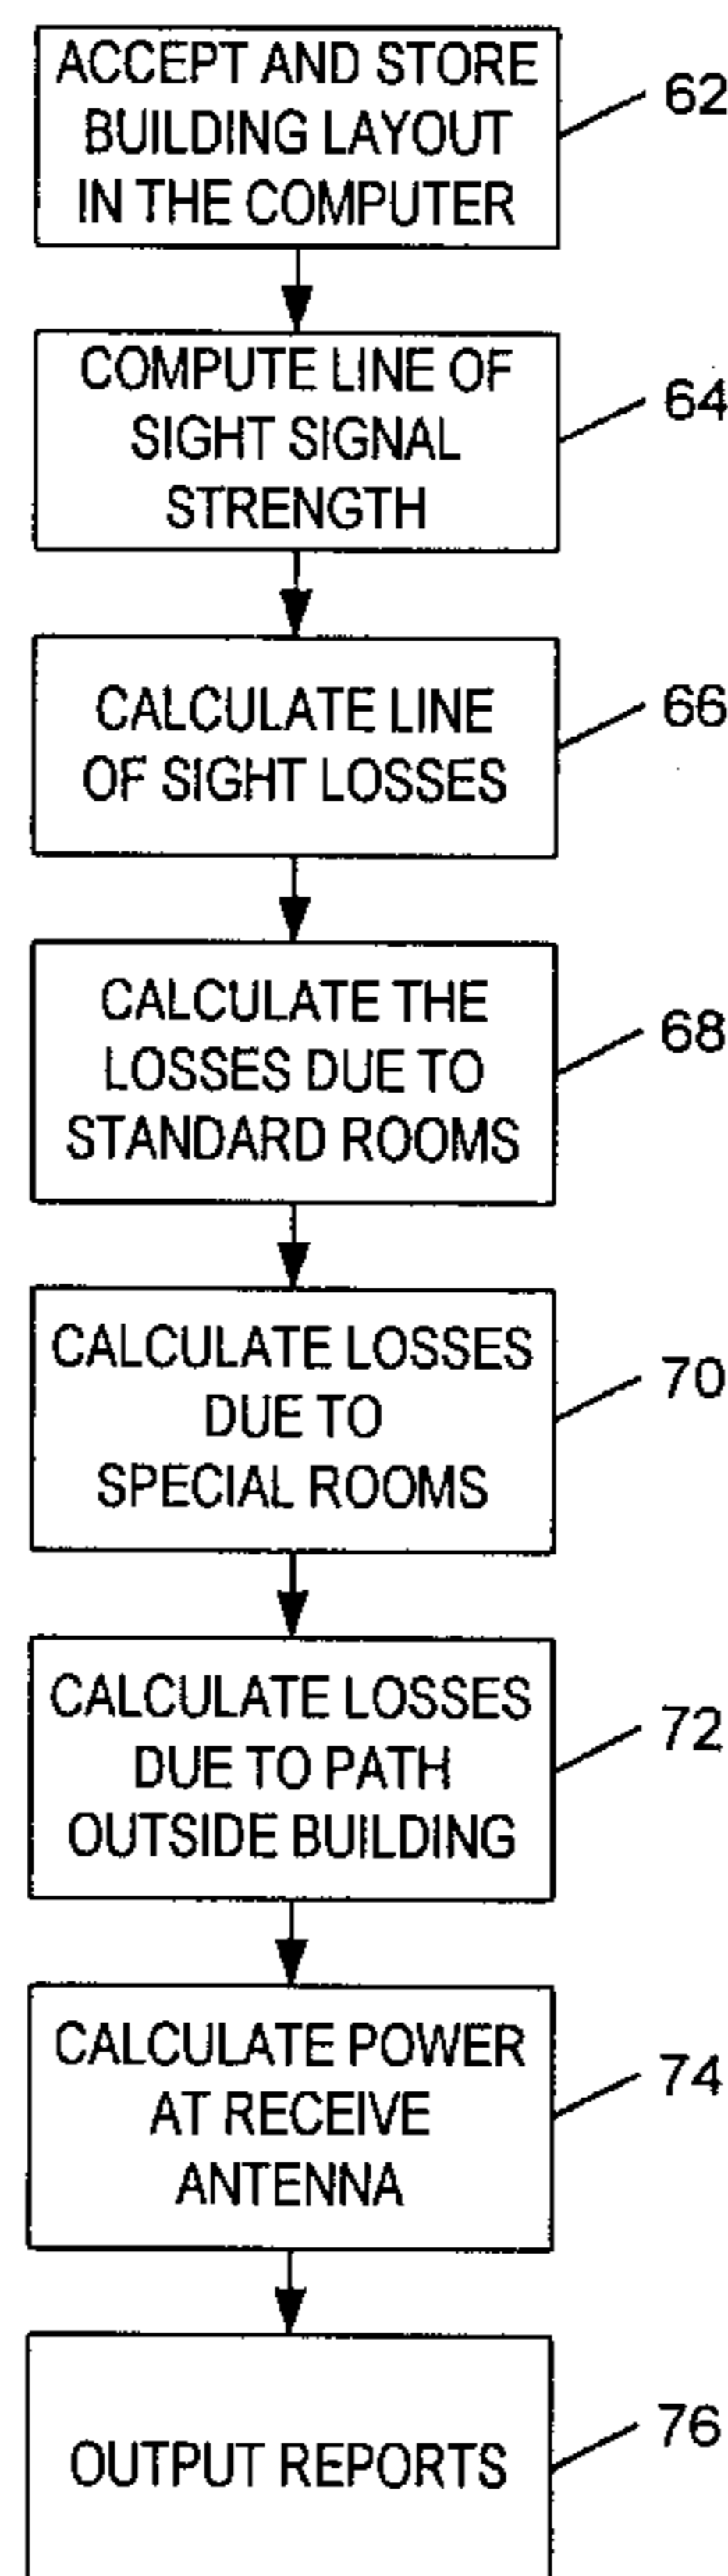 ACCEPT AND STORE
BUILDING LAYOUT
IN THE COMPUTER
62
COMPUTE LINE OF
SIGHT SIGNAL
STRENGTH
64
CALCULATE LINE
OF SIGHT LOSSES
66
CALCULATE THE
LOSSES DUE TO
STANDARD ROOMS
68
CALCULATE LOSSES
DUE TO
SPECIAL ROOMS
70
CALCULATE LOSSES
DUE TO PATH
OUTSIDE BUILDING
72
CALCULATE POWER
AT RECEIVE
ANTENNA
74
OUTPUT REPORTS
76